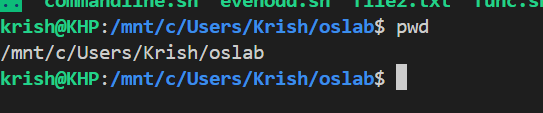 commandline.sh evenodd.sh file2.txt func.s
krish@KHP:/mnt/c/Users/Krish/oslab$ pwd
/mnt/c/Users/Krish/oslab
krish@KHP:/mnt/c/Users/Krish/oslab$